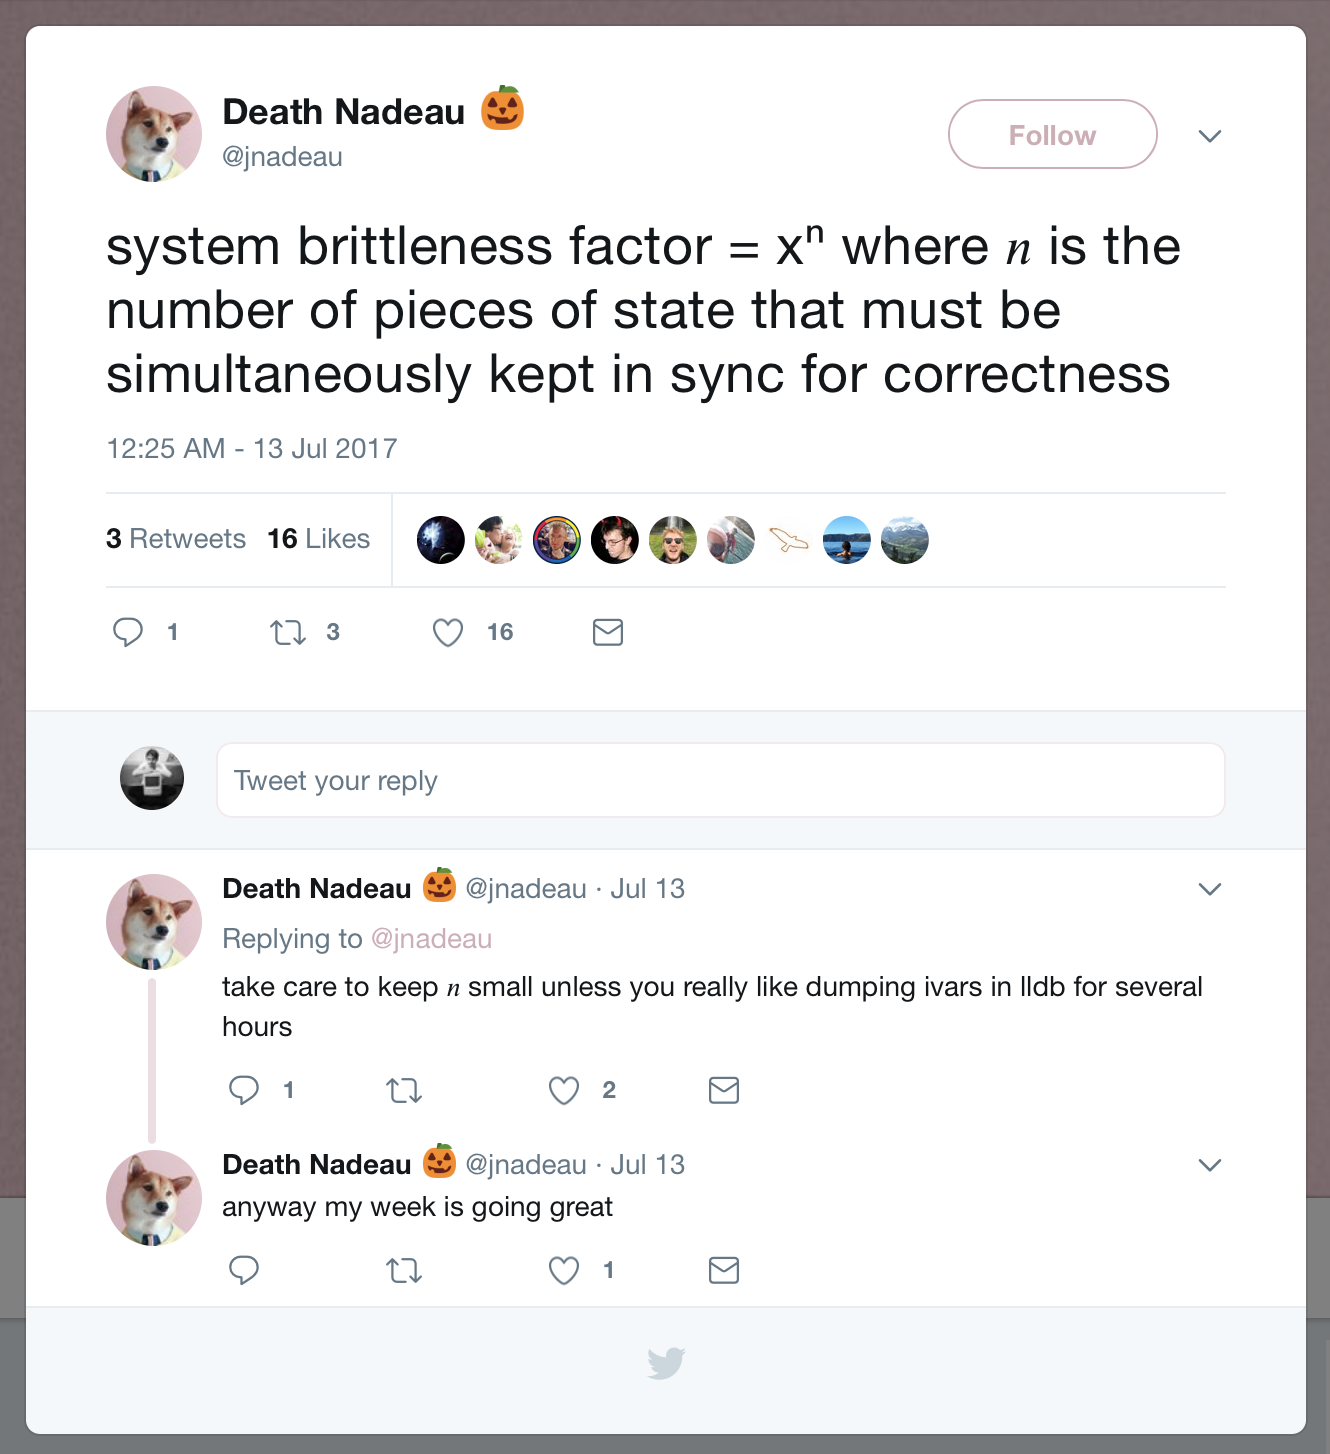 Death Nadeau 🎃
@jnadeau
Follow
system brittleness factor = xⁿ where n is the
number of pieces of state that must be
simultaneously kept in sync for correctness
12:25 AM - 13 Jul 2017
3 Retweets 16 Likes
1 3 16
Tweet your reply
Death Nadeau 🎃 @jnadeau · Jul 13
Replying to @jnadeau
take care to keep n small unless you really like dumping ivars in lldb for several
hours
1 2
Death Nadeau 🎃 @jnadeau · Jul 13
anyway my week is going great
1